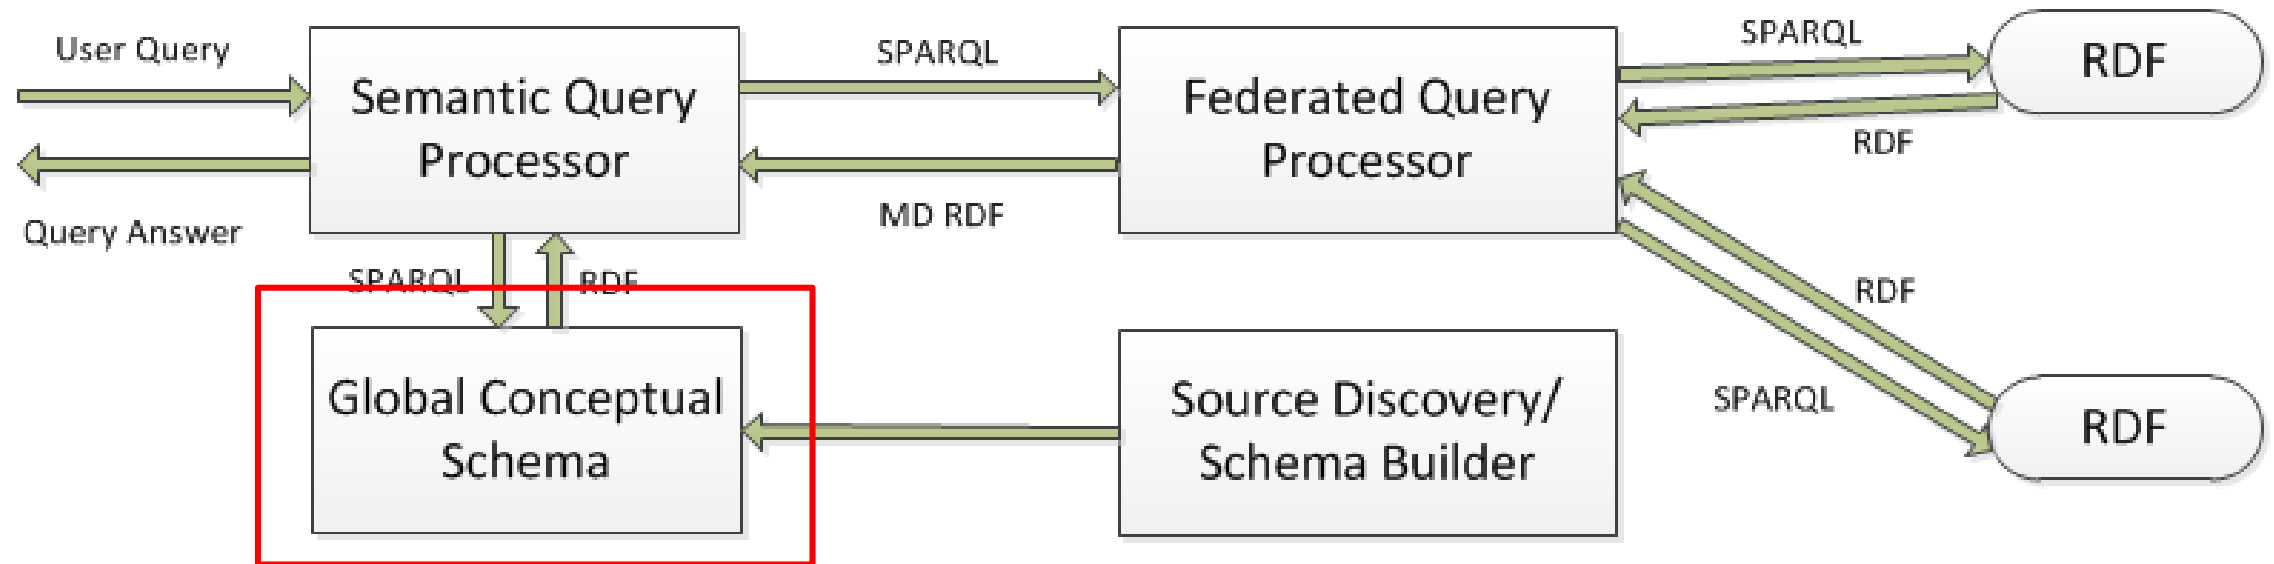 User Query
Query Answer
Semantic Query
Processor
SPARQL
MD RDF
Federated Query
Processor
SPARQL
RDF
RDF
SPARQL
RDF
Global Conceptual
Schema
Source Discovery/
Schema Builder
RDF
SPARQL
RDF